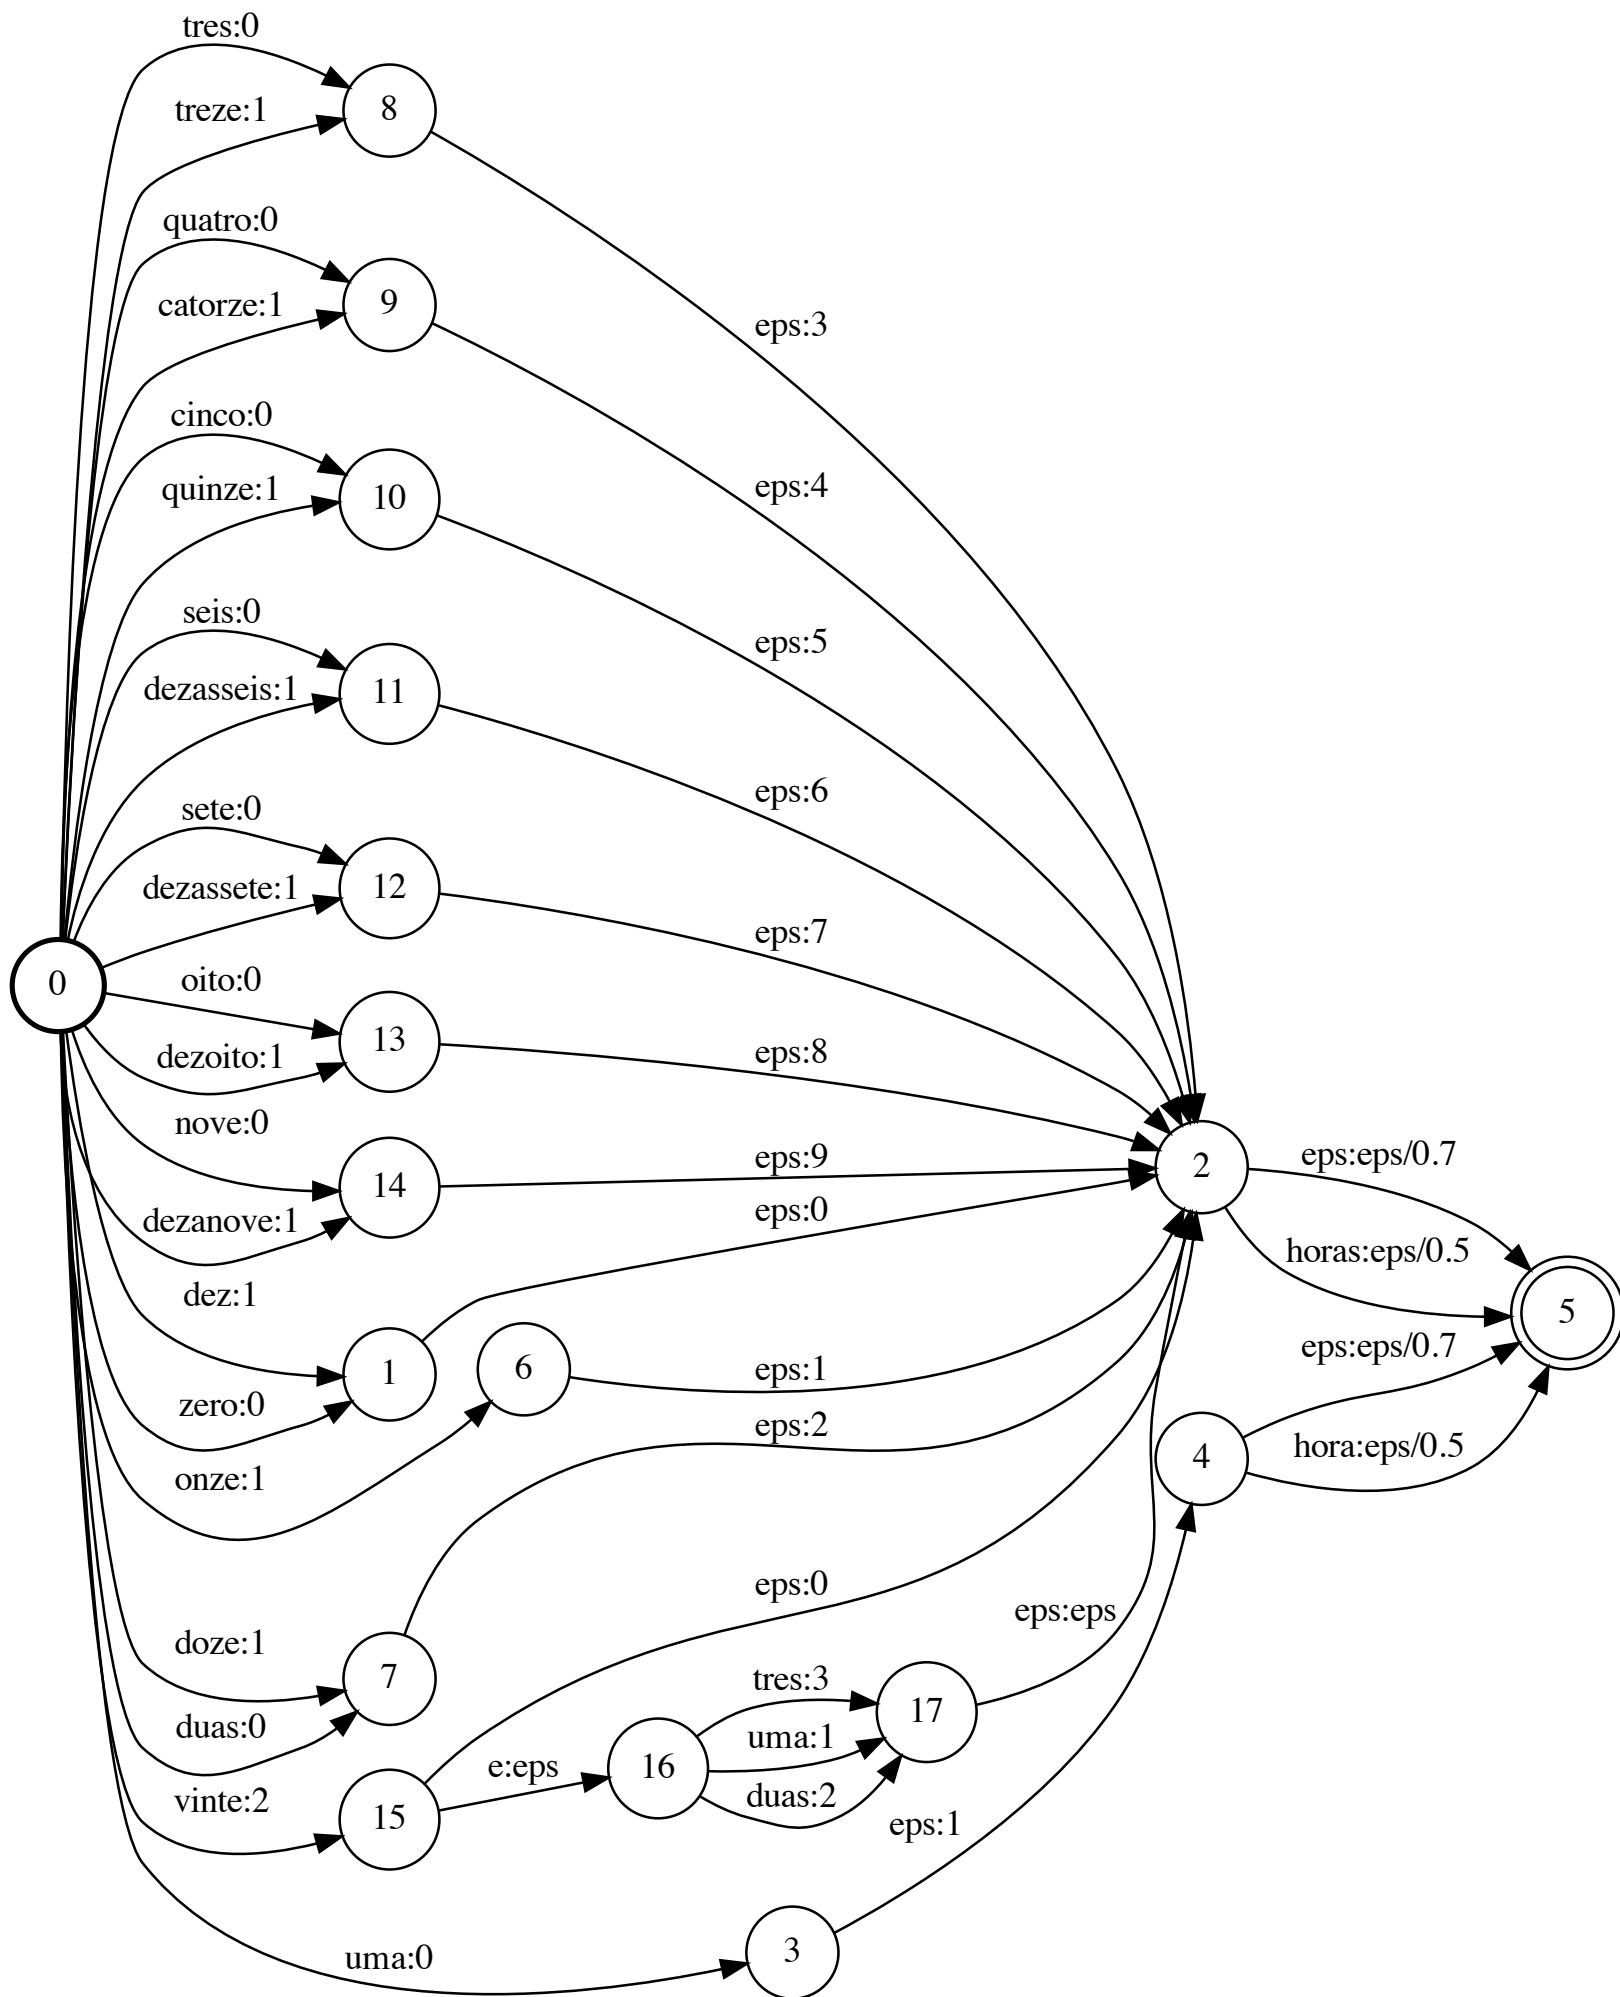 tres:0
8
treze:1
quatro:0
9
catorze:1
eps:3
cinco:0
10
quinze:1
eps:4
seis:0
11
dezasseis:1
eps:5
sete:0
12
dezassete:1
eps:6
oito:0
0
13
dezoito:1
eps:7
eps:8
nove:0
14
dezanove:1
eps:9
eps:0
2
eps:eps/0.7
horas:eps/0.5
5
dez:1
1
zero:0
6
eps:1
eps:eps/0.7
onze:1
eps:2
4
hora:eps/0.5
eps:0
eps:eps
doze:1
7
duas:0
tres:3
17
uma:1
16
e:eps
duas:2
vinte:2
15
eps:1
uma:0
3